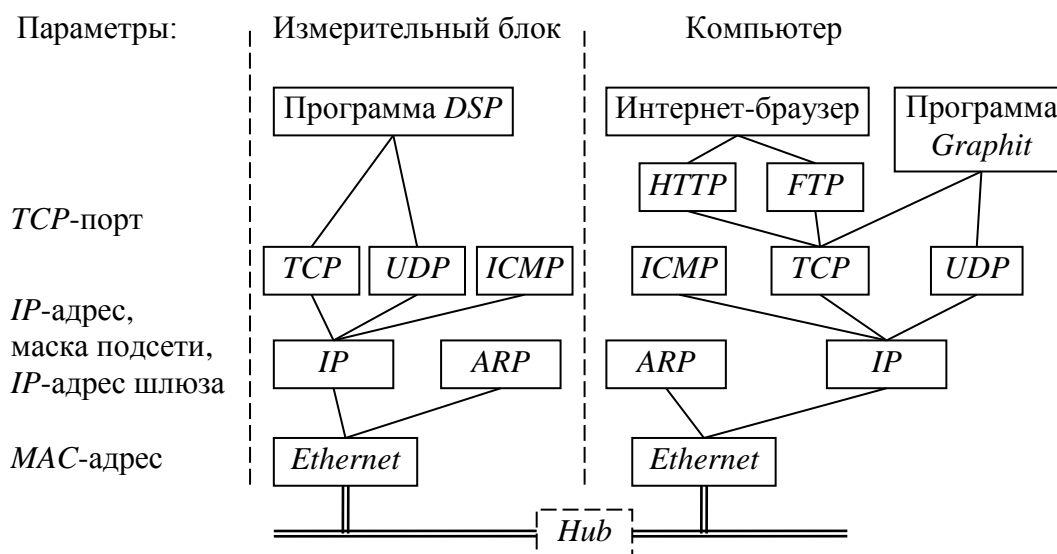 Параметры:
Измерительный блок
Компьютер
Программа DSP
Интернет-браузер
Программа
Graphit
HTTP
FTP
TCP-порт
TCP
UDP
ICMP
ICMP
TCP
UDP
IP-адрес,
маска подсети,
IP-адрес шлюза
IP
ARP
ARP
IP
MAC-адрес
Ethernet
Ethernet
Hub